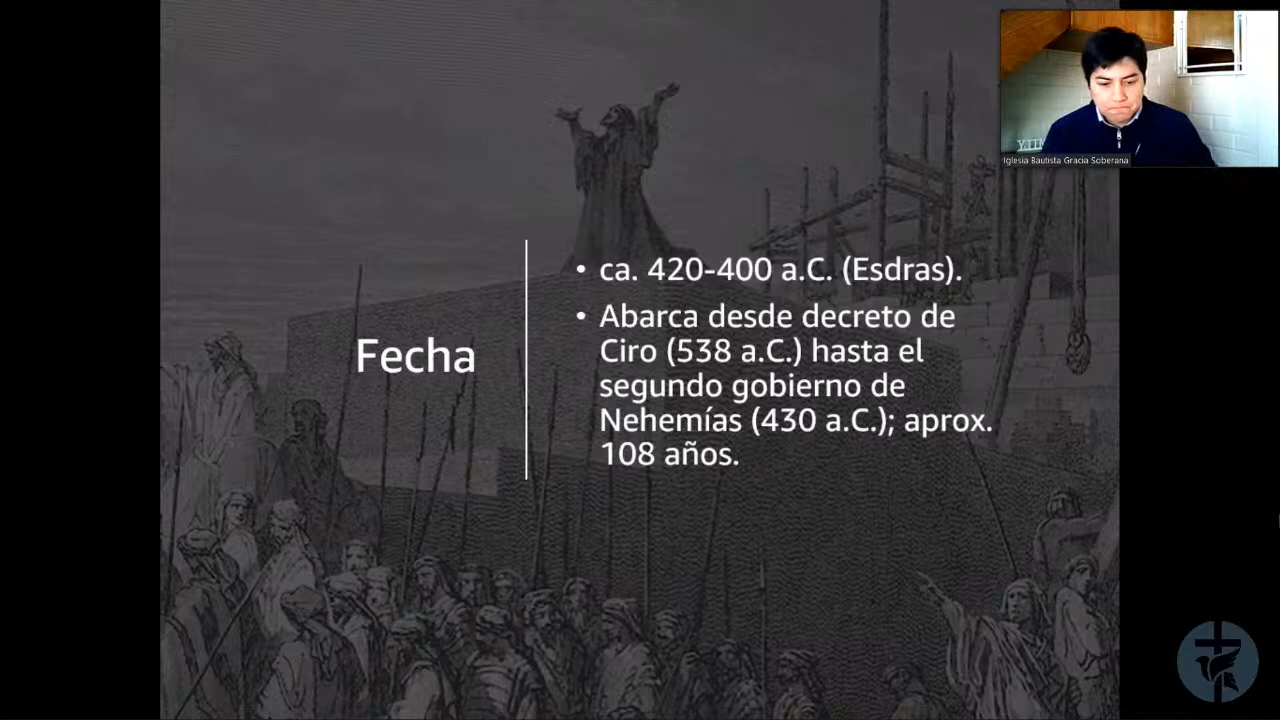 Iglesia Bautista Gracia Soberana
Fecha
• ca. 420-400 a.C. (Esdras).
• Abarca desde decreto de
Ciro (538 a.C.) hasta el
segundo gobierno de
Nehemías (430 a.C.); aprox.
108 años.